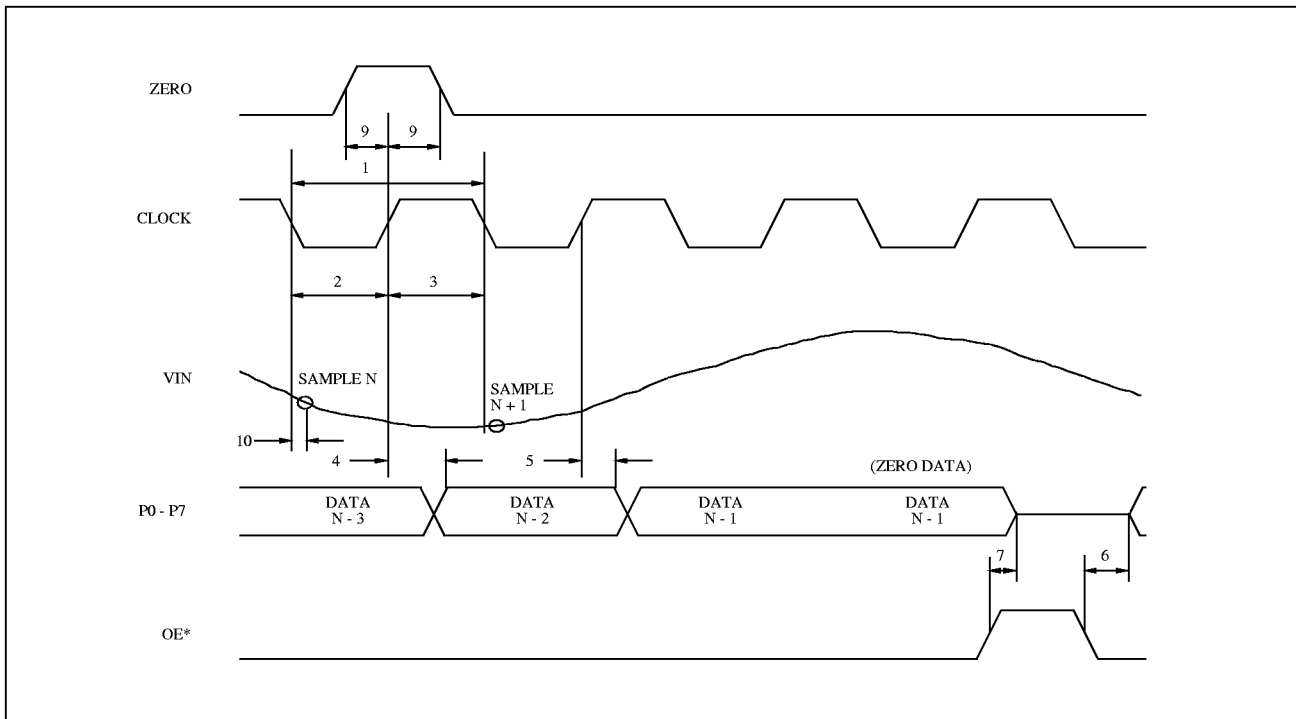 ZERO
9 9
1
CLOCK
2 3
VIN
SAMPLE N
SAMPLE
N + 1
10
4 5
(ZERO DATA)
P0 - P7
DATA
N - 3
DATA
N - 2
DATA
N - 1
DATA
N - 1
7 6
OE*